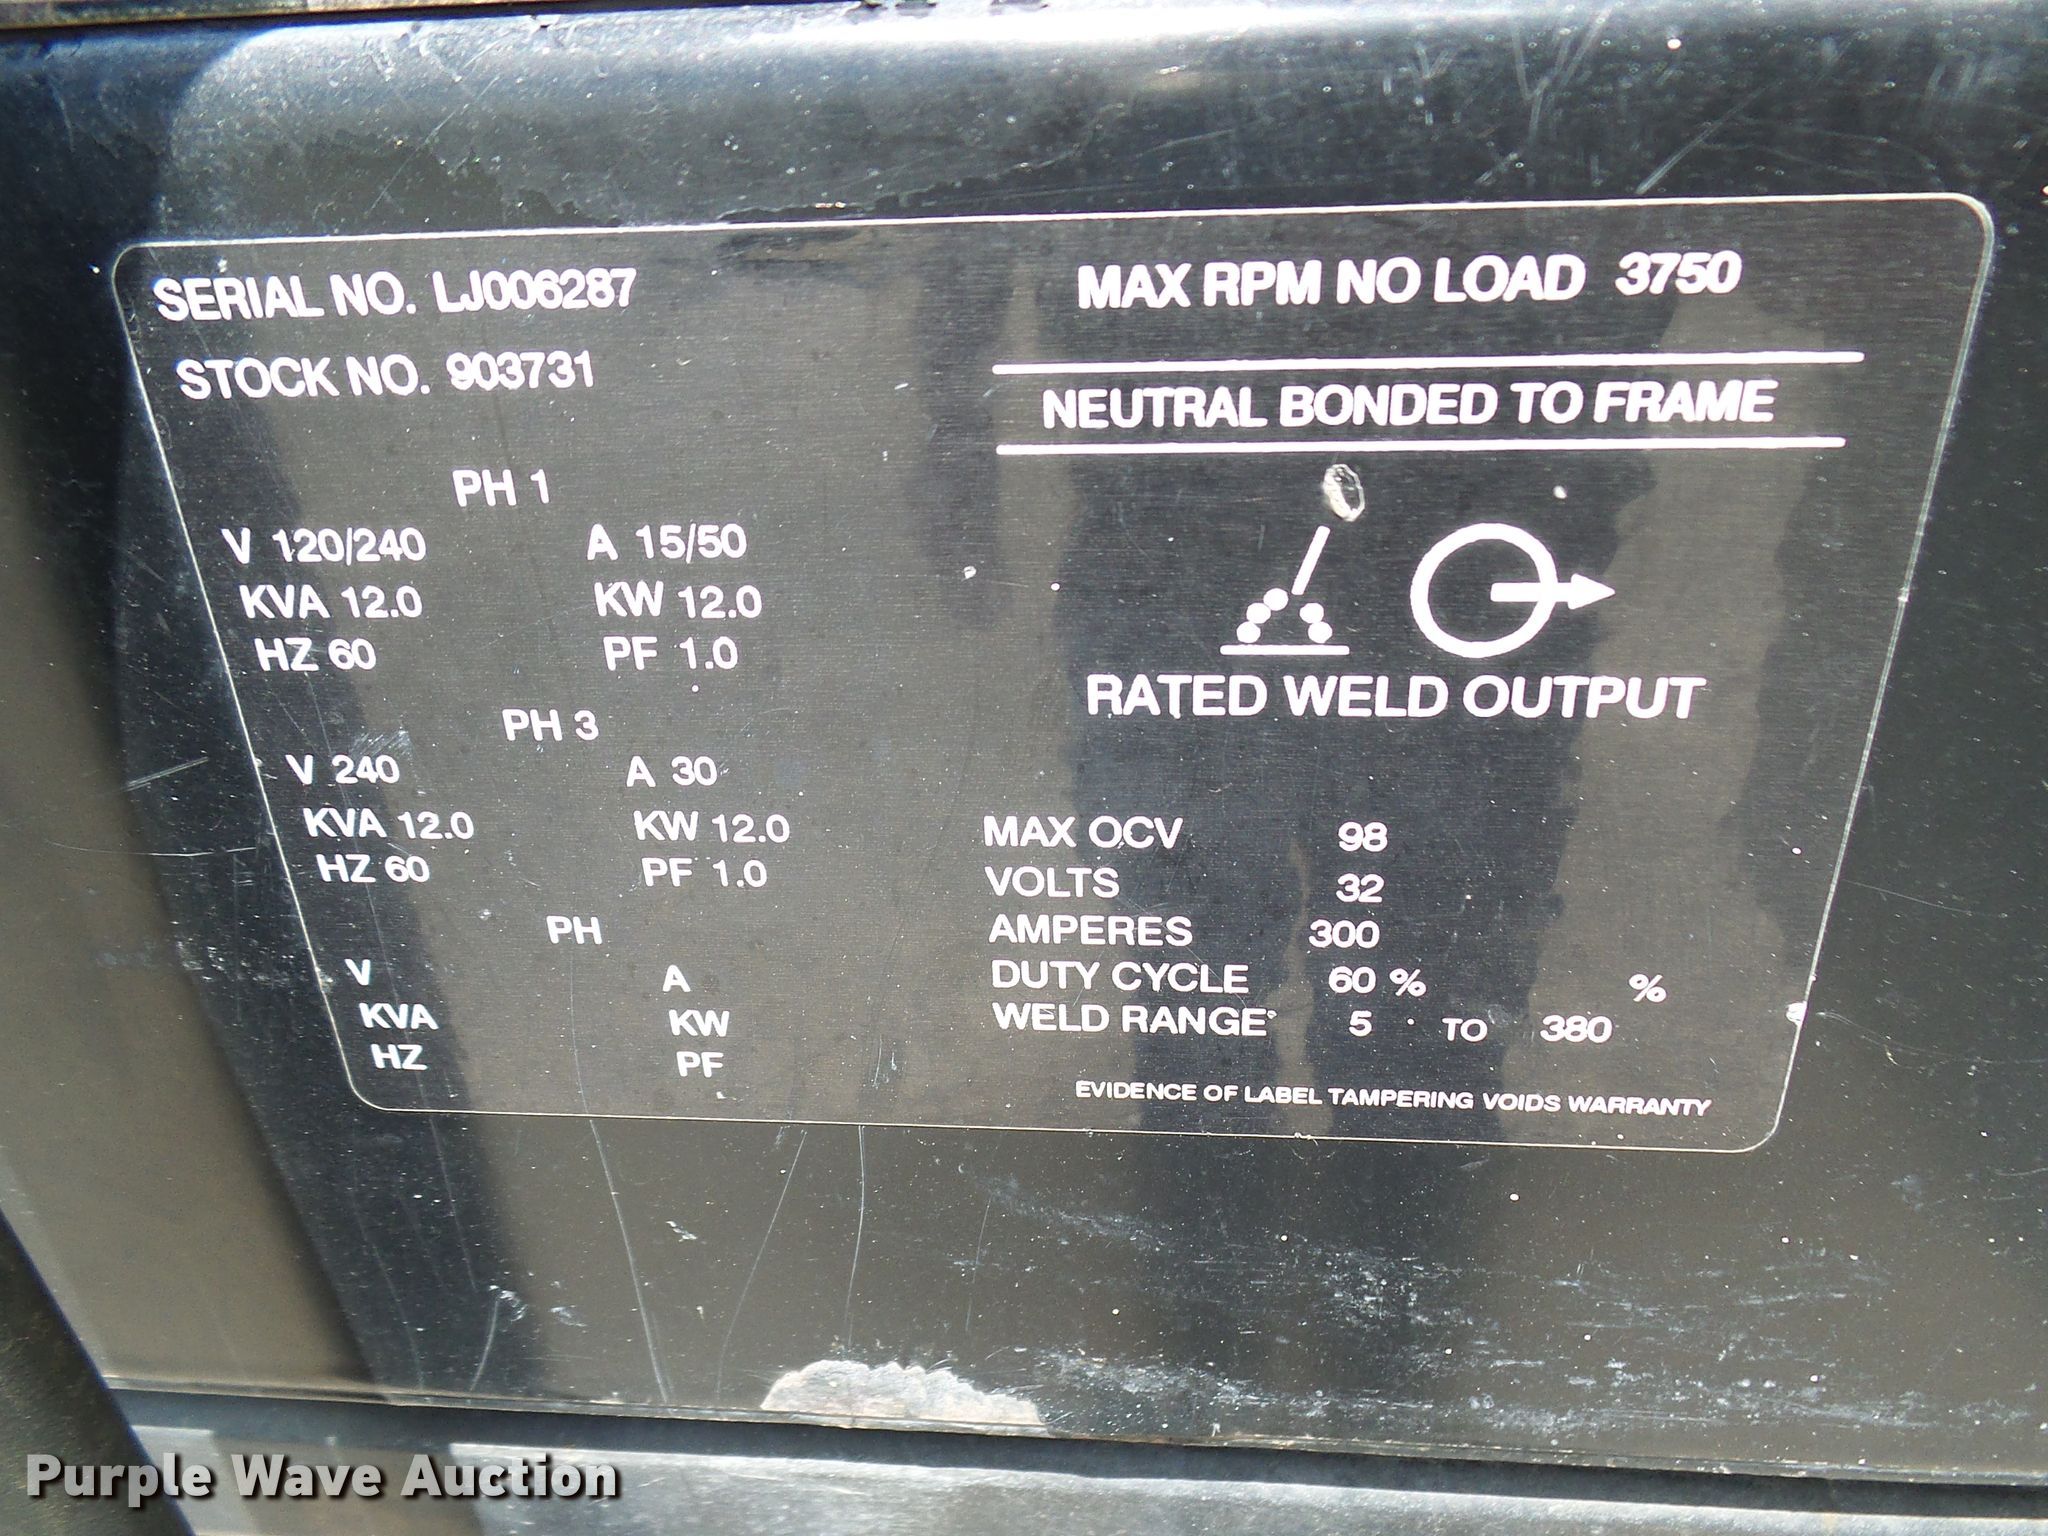 SERIAL NO. LJ006287
STOCK NO. 903731
PH 1
V 120/240 A 15/50
KVA 12.0 KW 12.0
HZ 60 PF 1.0
PH 3
V 240 A 30
KVA 12.0 KW 12.0
HZ 60 PF 1.0
PH
V A
KVA KW
HZ PF
MAX RPM NO LOAD 3750
NEUTRAL BONDED TO FRAME
RATED WELD OUTPUT
MAX OCV 98
VOLTS 32
AMPERES 300
DUTY CYCLE 60 % %
WELD RANGE 5 TO 380
EVIDENCE OF LABEL TAMPERING VOIDS WARRANTY
Purple Wave Auction